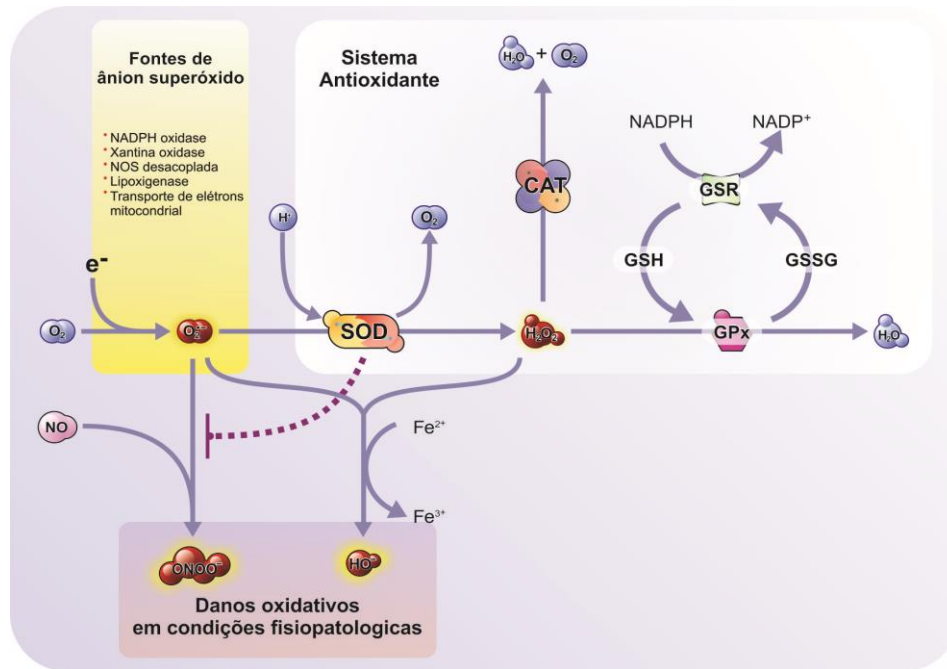 Fontes de
ânion superóxido
* NADPH oxidase
* Xantina oxidase
* NOS desacoplada
* Lipoxigenase
* Transporte de elétrons
mitocondrial
Sistema
Antioxidante
H₂O + O₂
NADPH
NADP⁺
CAT
GSR
H⁺
O₂
GSH
GSSG
e⁻
O₂
O₂•⁻
SOD
H₂O₂
GPx
H₂O
NO
Fe²⁺
Fe³⁺
ONOO⁻
Danos oxidativos
em condições fisiopatologicas